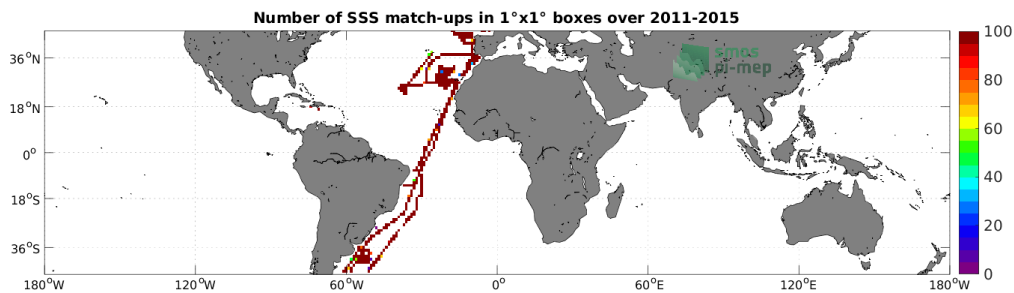 Number of SSS match-ups in 1°x1° boxes over 2011-2015
smos
pi-mep
36°N
18°N
0°
18°S
36°S
180°W
120°W
60°W
0°
60°E
120°E
180°W
100
80
60
40
20
0